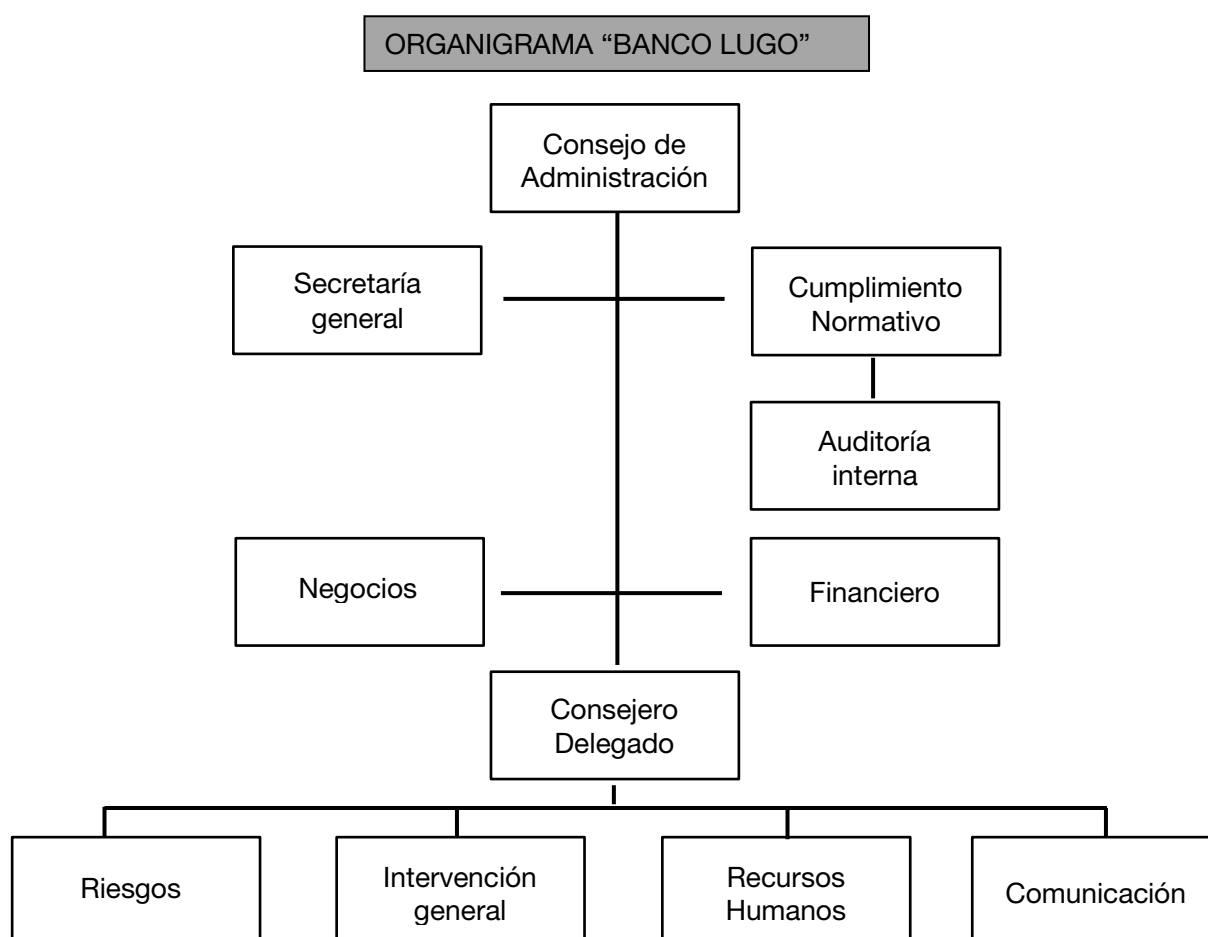 ORGANIGRAMA “BANCO LUGO”
Consejo de
Administración
Secretaría
general
Cumplimiento
Normativo
Auditoría
interna
Negocios
Financiero
Consejero
Delegado
Riesgos
Intervención
general
Recursos
Humanos
Comunicación